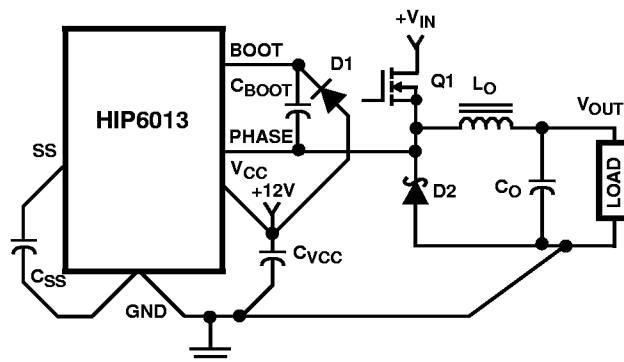 +VIN
BOOT
D1
CBOOT
Q1
LO
HIP6013
VOUT
PHASE
SS
VCC
+12V
D2
CO
LOAD
CSS
CVCC
GND